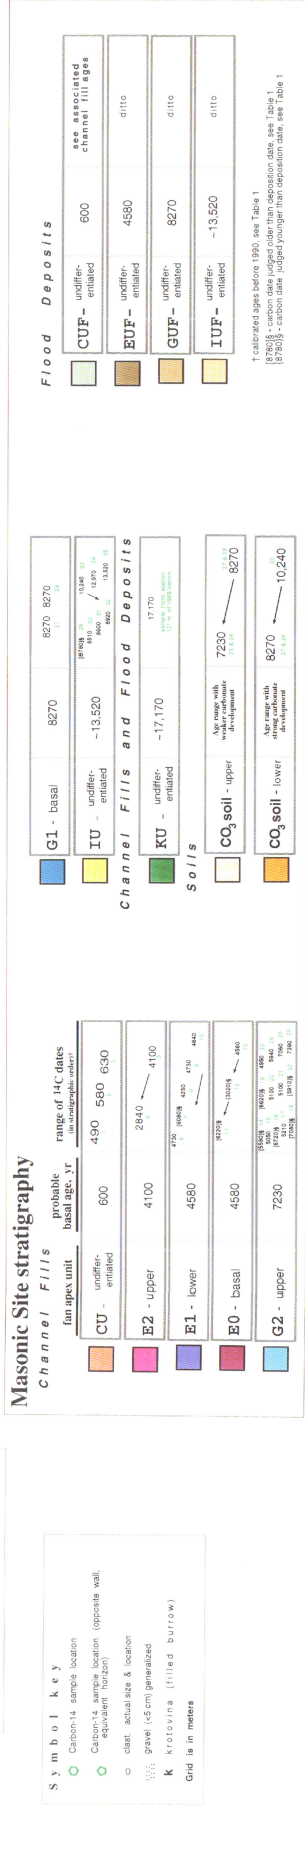 Masonic Site stratigraphy
Channel Fills
fan apex unit
probable basal age, yr
range of ¹⁴C dates
(in stratigraphic order)†
CU - undiffer-
entiated
600
490 580 630
E2 - upper
4100
2840 4100
E1 - lower
4580
4730 [6080]§ 4250 4730 4640
E0 - basal
4580
[6220]§ (3020)§ 4560
G2 - upper
7230
G1 - basal
8270
8270 8270
IU - undiffer-
entiated
~13,520
[8780]§ 10,240
8510 12,970
8600
8920 13,520
Channel Fills and Flood Deposits
KU - undiffer-
entiated
~17,170
17,170
Soils
CO₃ soil - upper
Age range with
weaker carbonate
development
7230 8270
CO₃ soil - lower
Age range with
strong carbonate
development
8270 10,240
Flood Deposits
CUF- undiffer-
entiated
600
see associated
channel fill ages
EUF- undiffer-
entiated
4580
ditto
GUF- undiffer-
entiated
8270
ditto
IUF- undiffer-
entiated
~13,520
ditto
† calibrated ages before 1990, see Table 1
[8780]§ - carbon date judged older than deposition date, see Table 1
(8780)§ - carbon date judged younger than deposition date, see Table 1
Symbol key
Carbon-14 sample location
Carbon-14 sample location (opposite wall,
equivalent horizon)
clast, actual size & location
gravel (<5 cm) generalized
k krotovina (filled burrow)
Grid is in meters